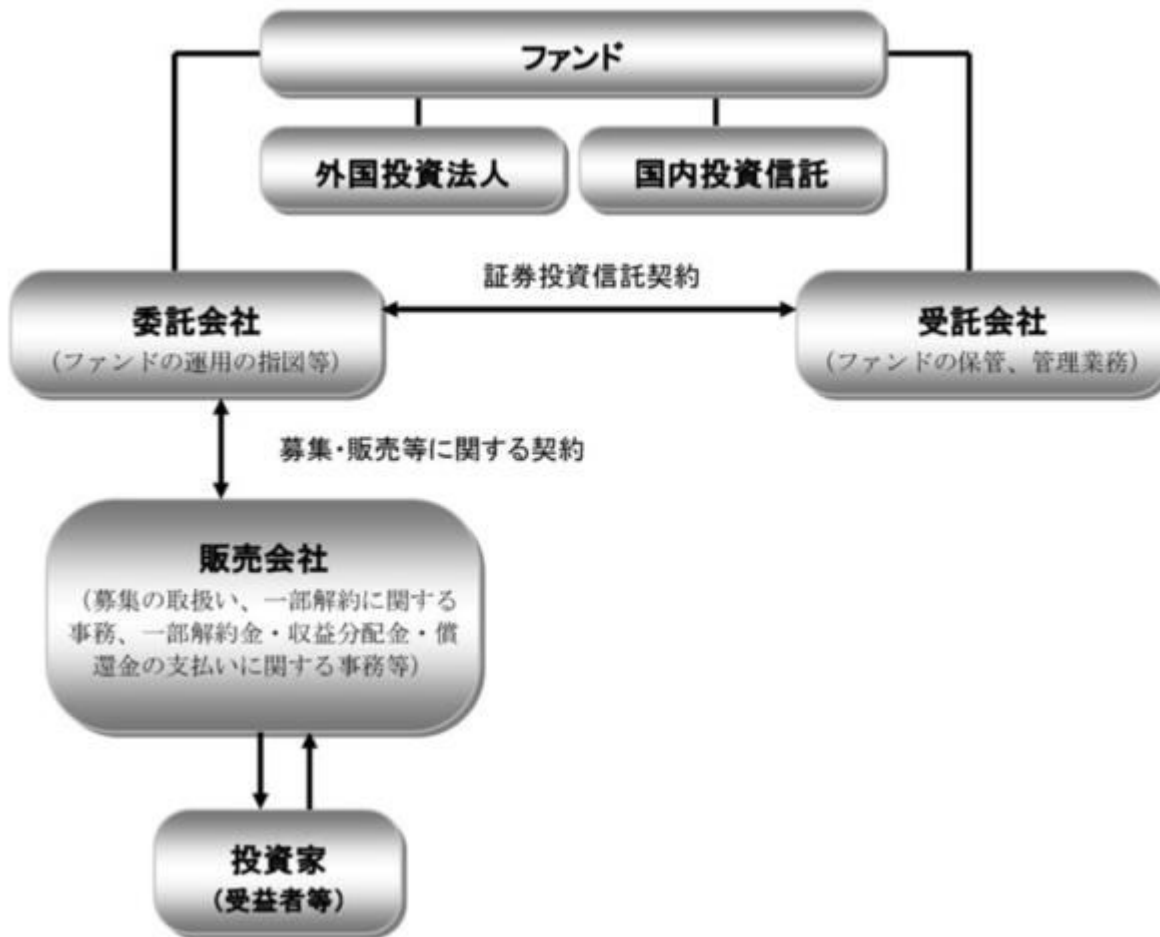 ファンド
外国投資法人
国内投資信託
証券投資信託契約
委託会社
（ファンドの運用の指図等）
受託会社
（ファンドの保管、管理業務）
募集・販売等に関する契約
販売会社
（募集の取扱い、一部解約に関する
事務、一部解約金・収益分配金・償
還金の支払いに関する事務等）
投資家
（受益者等）